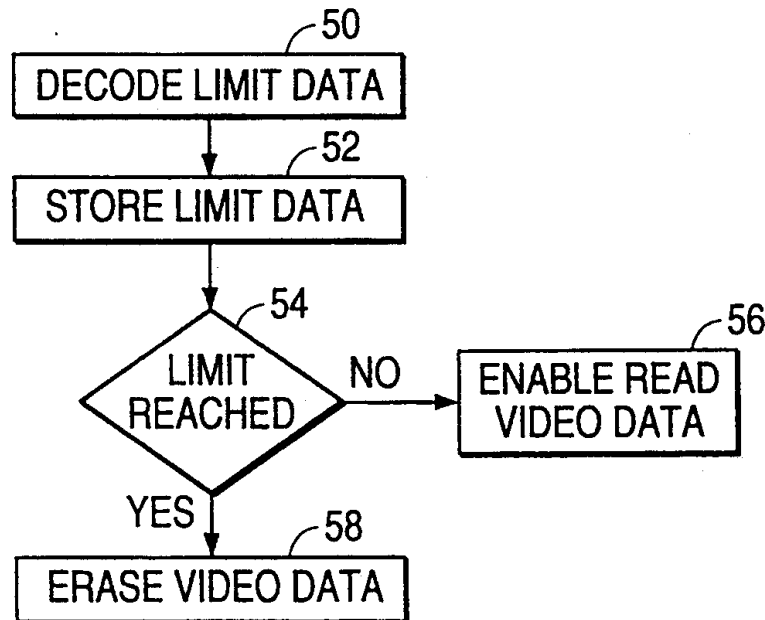 50
DECODE LIMIT DATA
52
STORE LIMIT DATA
54
LIMIT
REACHED
NO
56
ENABLE READ
VIDEO DATA
YES
58
ERASE VIDEO DATA